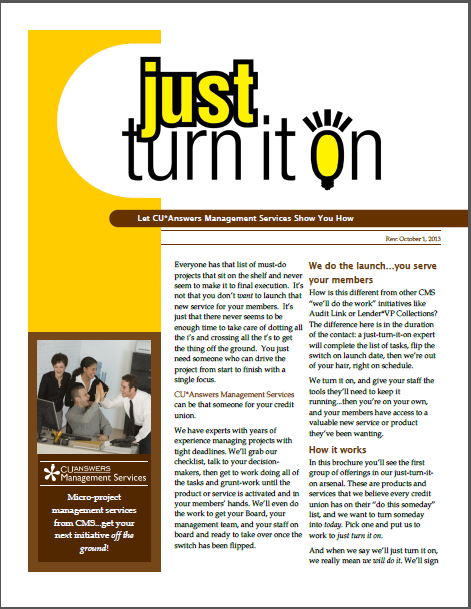 just
turn it on
Let CU*Answers Management Services Show You How
Rev: October 1, 2013
Everyone has that list of must-do
projects that sit on the shelf and never
seem to make it to final execution. It's
not that you don't want to launch that
new service for your members. It's
just that there never seems to be
enough time to take care of dotting all
the i's and crossing all the t's to get
the thing off the ground. You just
need someone who can drive the
project from start to finish with a
single focus.
CU*Answers Management Services
can be that someone for your credit
union.
We have experts with years of
experience managing projects with
tight deadlines. We'll grab our
checklist, talk to your decision-
makers, then get to work doing all of
the tasks and grunt-work until the
product or service is activated and in
your members' hands. We'll even do
the work to get your Board, your
management team, and your staff on
board and ready to take over once the
switch has been flipped.
We do the launch...you serve
your members
How is this different from other CMS
"we'll do the work" initiatives like
Audit Link or Lender*VP Collections?
The difference here is in the duration
of the contact: a just-turn-it-on expert
will complete the list of tasks, flip the
switch on launch date, then we're out
of your hair, right on schedule.
We turn it on, and give your staff the
tools they'll need to keep it
running...then you're on your own,
and your members have access to a
valuable new service or product
they've been wanting.
How it works
In this brochure you'll see the first
group of offerings in our just-turn-it-
on arsenal. These are products and
services that we believe every credit
union has on their "do this someday"
list, and we want to turn someday
into today. Pick one and put us to
work to just turn it on.
And when we say we'll just turn it on,
we really mean we will do it. We'll sign
CU*ANSWERS
Management Services
Micro-project
management services
from CMS...get your
next initiative off the
ground!